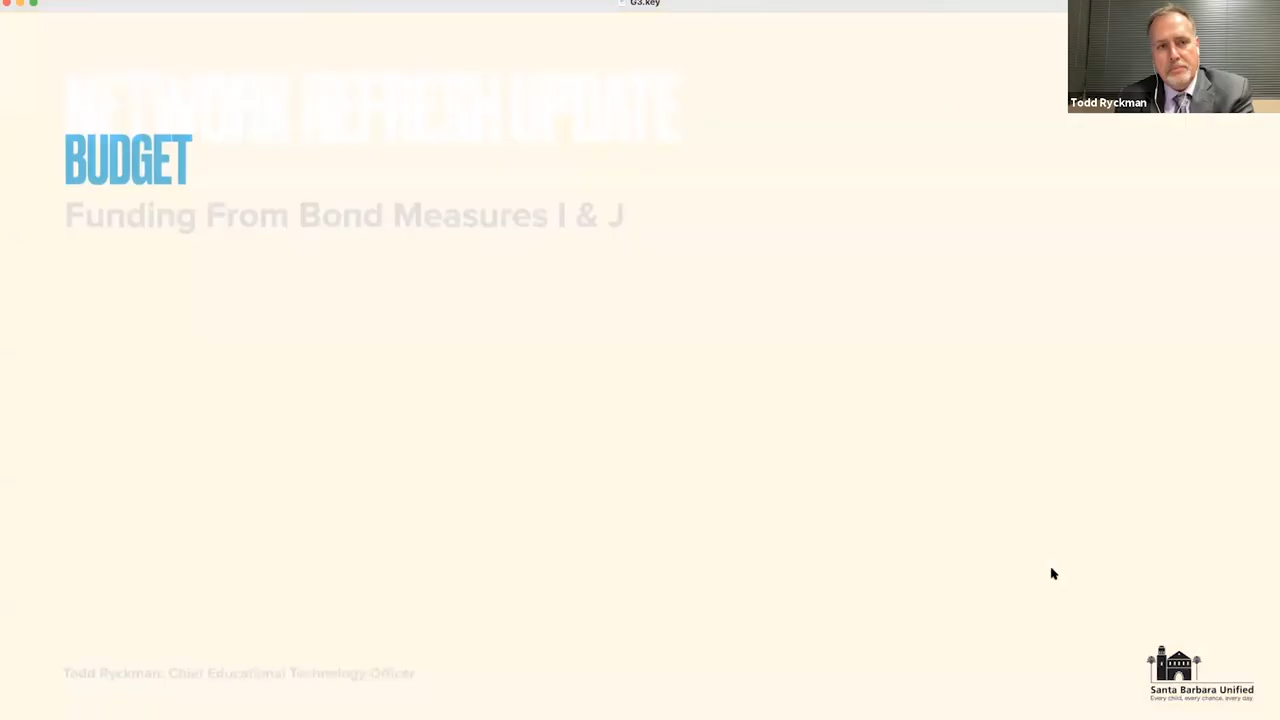 G3.key
Todd Ryckman
NETWORK REFRESH UPDATE
BUDGET
Funding From Bond Measures I & J
Todd Ryckman: Chief Educational Technology Officer
Santa Barbara Unified
Every child, every chance, every day.